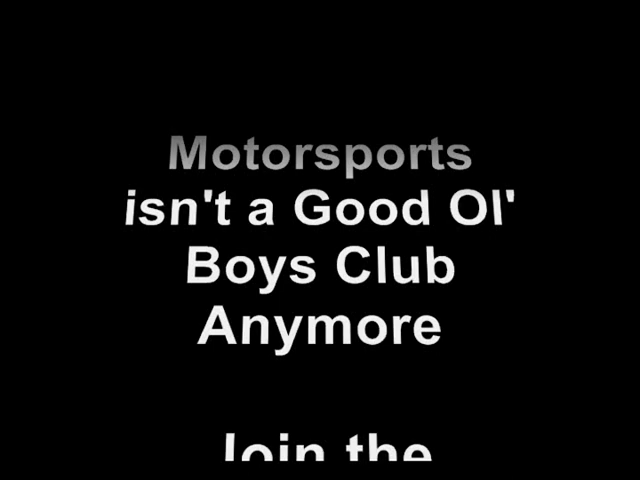 Motorsports
isn't a Good Ol'
Boys Club
Anymore
Join the